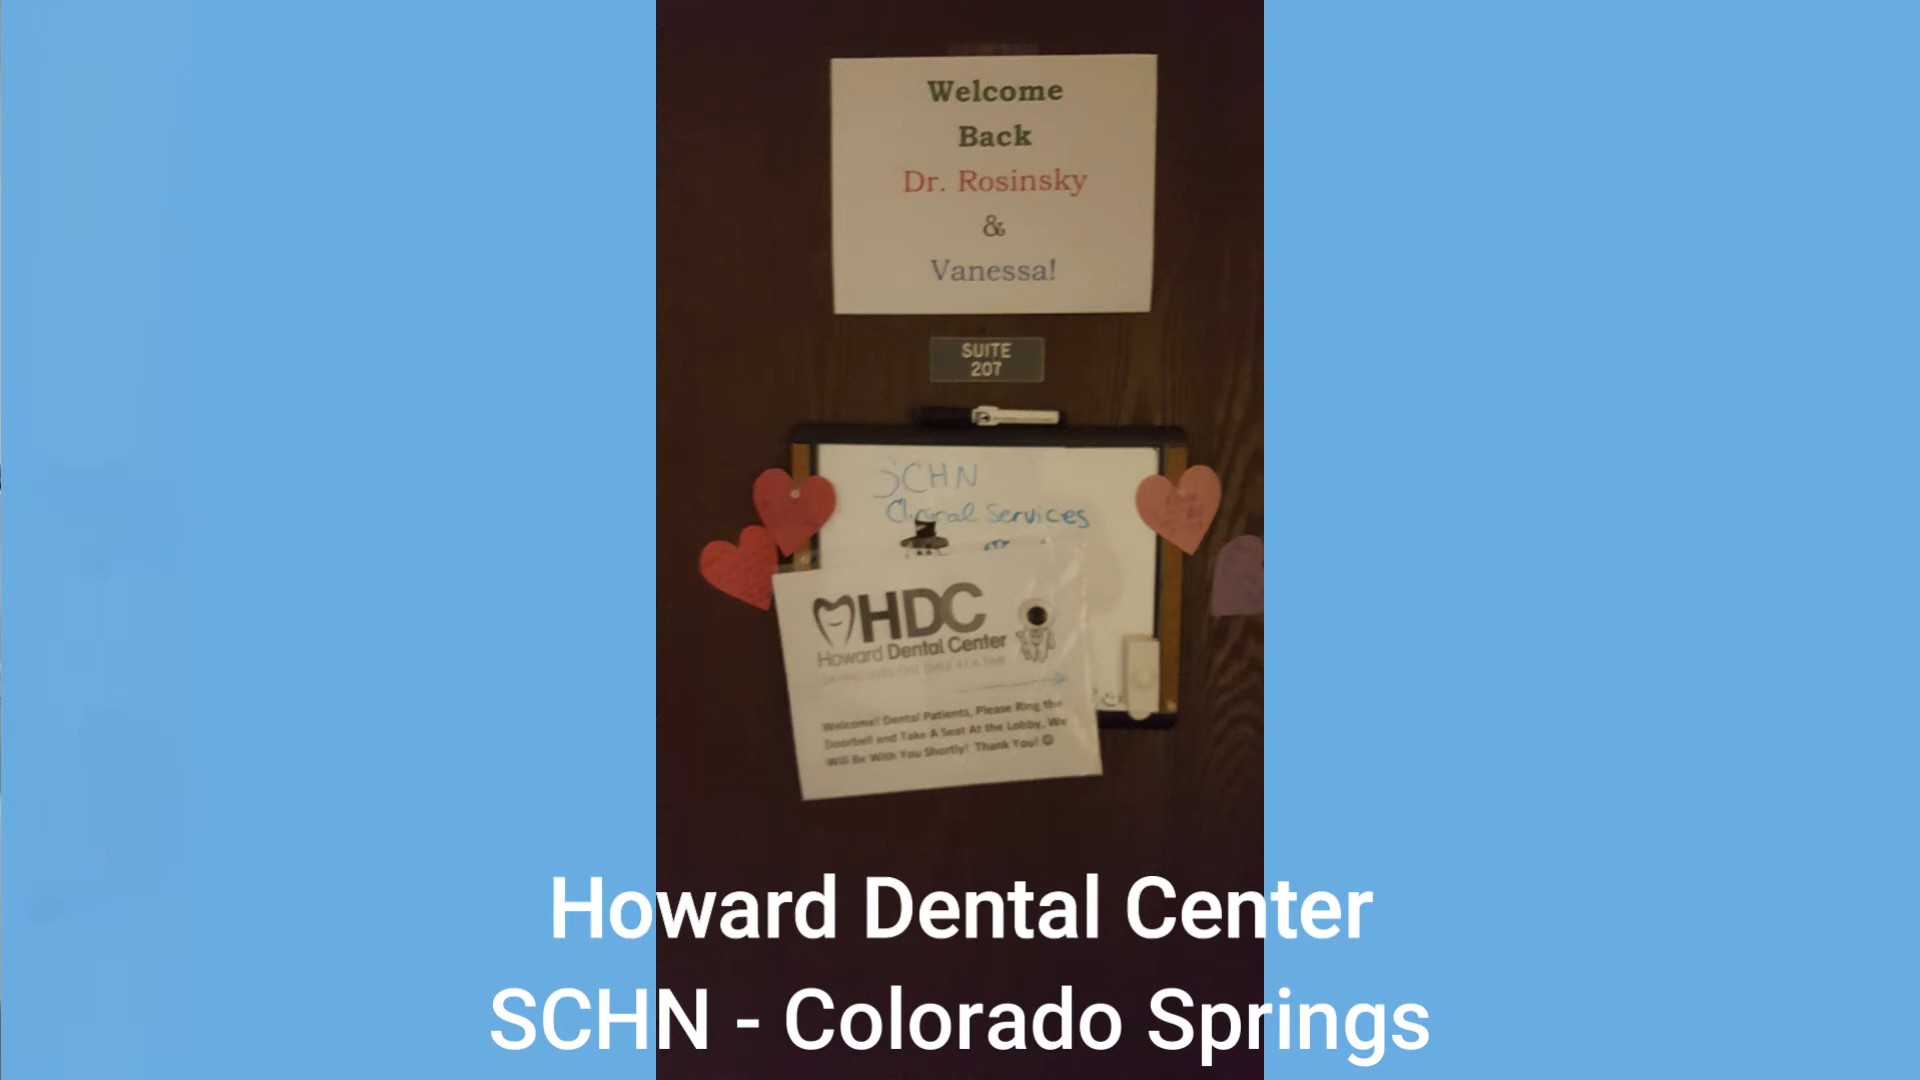 Welcome
Back
Dr. Rosinsky
&
Vanessa!
SUITE
207
SCHN
Clinical Services
HDC
Howard Dental Center
Welcome! Dental Patients, Please Ring the
Doorbell and Take A Seat At the Lobby, We
Will Be With You Shortly! Thank You! ☺
Howard Dental Center
SCHN - Colorado Springs